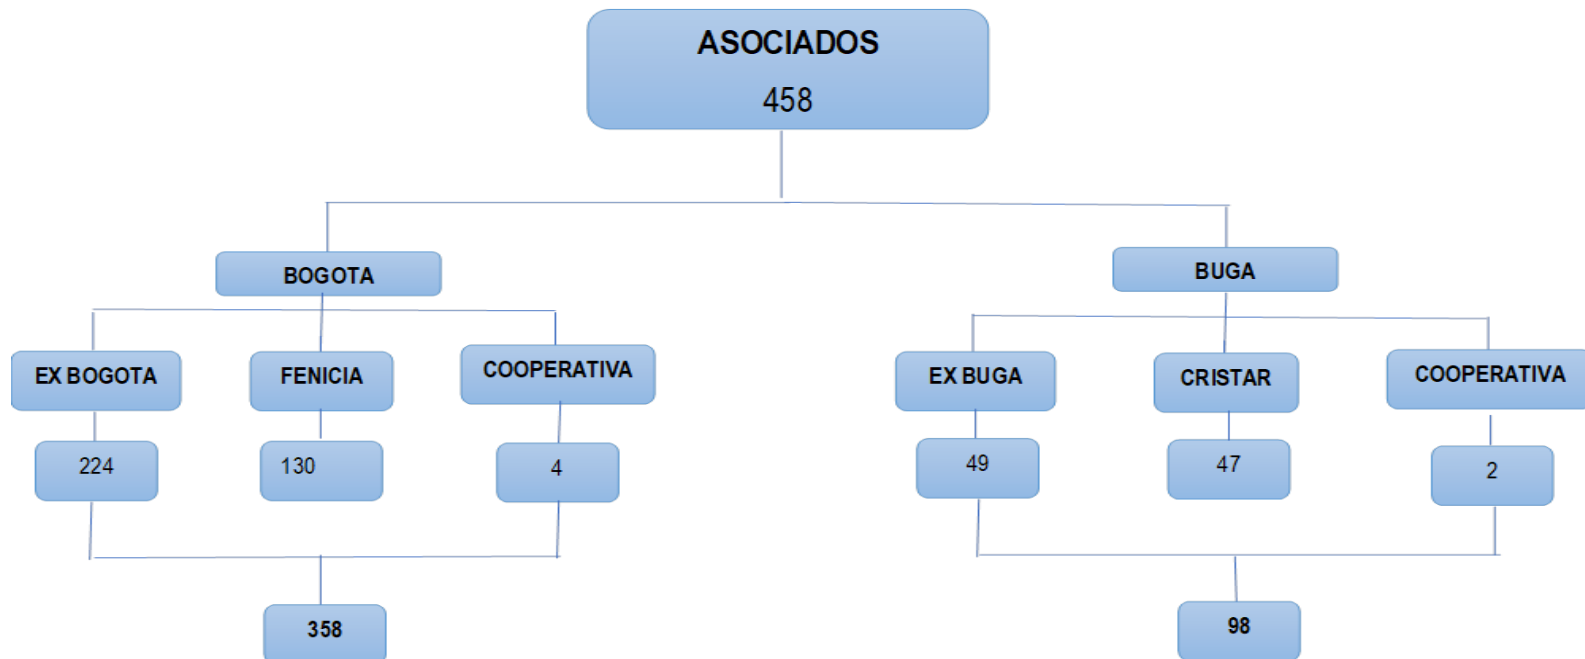 ASOCIADOS
458
BOGOTA
BUGA
EX BOGOTA
FENICIA
COOPERATIVA
EX BUGA
CRISTAR
COOPERATIVA
224
130
4
49
47
2
358
98